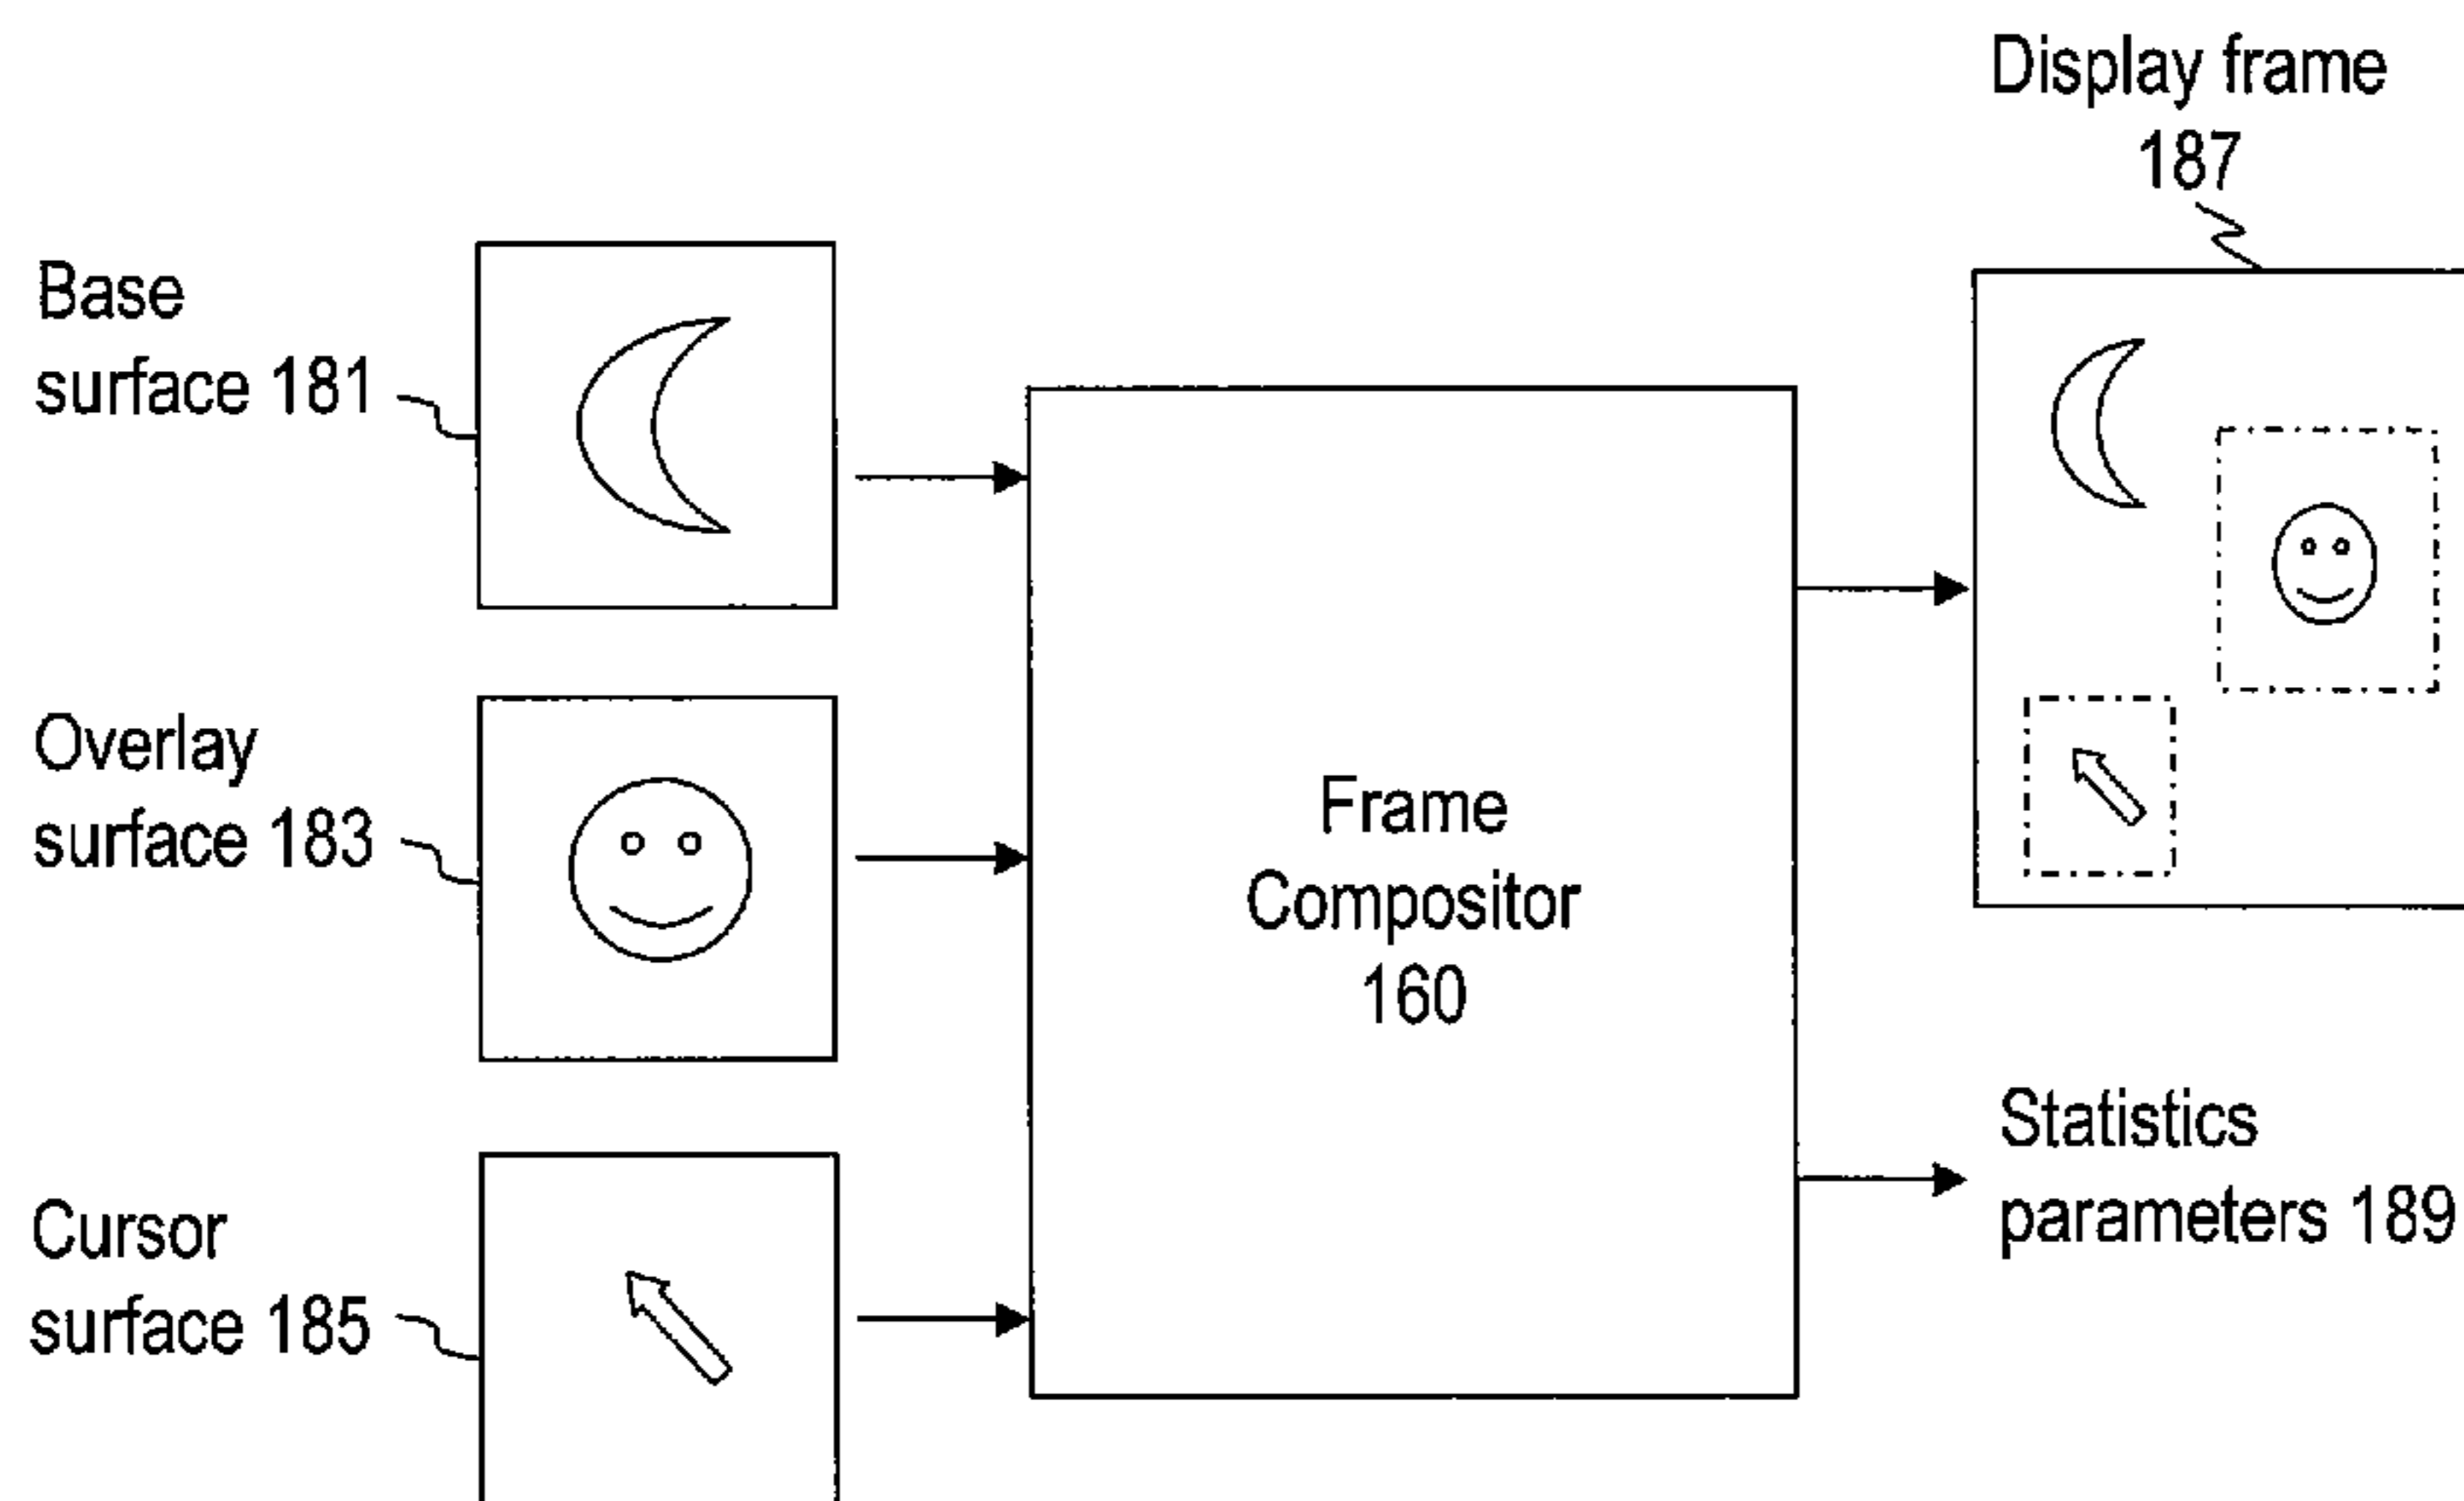 Display frame
187
Base
surface 181
Overlay
surface 183
Frame
Compositor
160
Statistics
parameters 189
Cursor
surface 185